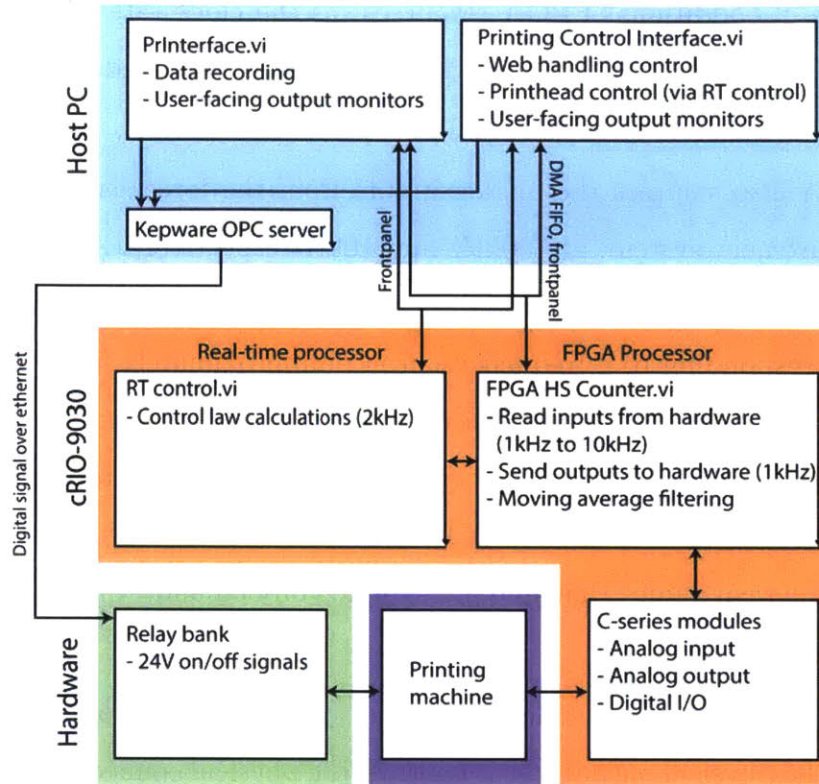 Host PC
PrInterface.vi
- Data recording
- User-facing output monitors
Printing Control Interface.vi
- Web handling control
- Printhead control (via RT control)
- User-facing output monitors
Kepware OPC server
Frontpanel
DMA FIFO, frontpanel
Digital signal over ethernet
cRIO-9030
Real-time processor
FPGA Processor
RT control.vi
- Control law calculations (2kHz)
FPGA HS Counter.vi
- Read inputs from hardware
(1kHz to 10kHz)
- Send outputs to hardware (1kHz)
- Moving average filtering
Hardware
Relay bank
- 24V on/off signals
Printing
machine
C-series modules
- Analog input
- Analog output
- Digital I/O